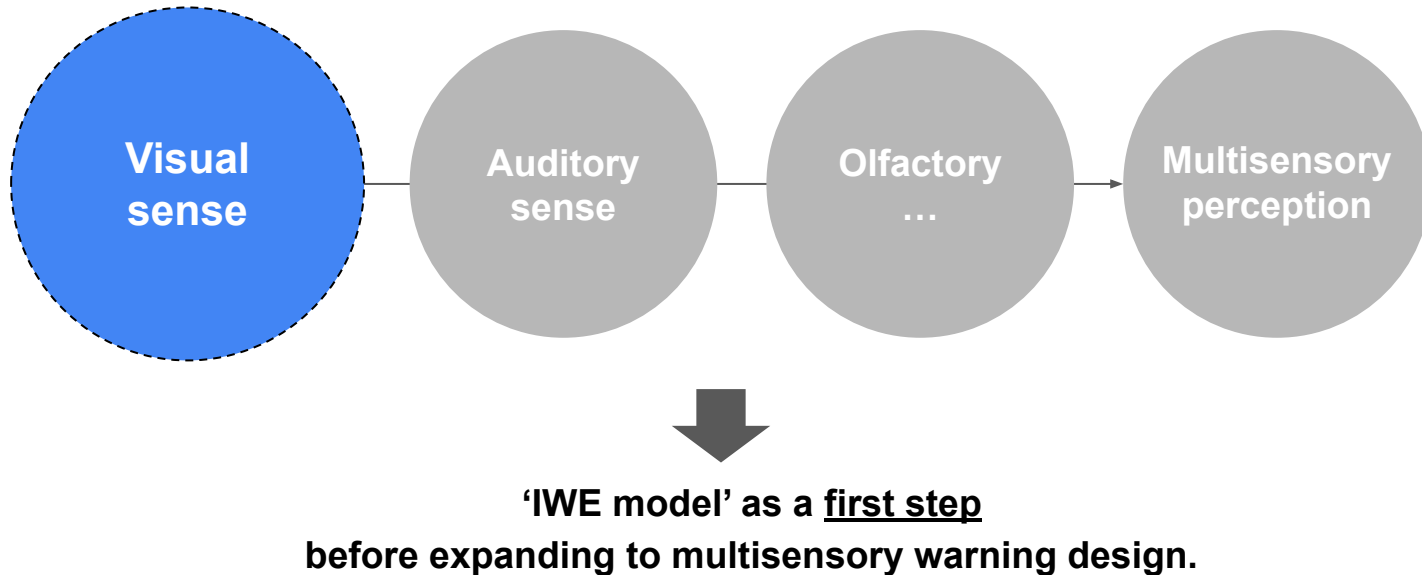 Visual
sense
Auditory
sense
Olfactory
…
Multisensory
perception
‘IWE model’ as a first step
before expanding to multisensory warning design.